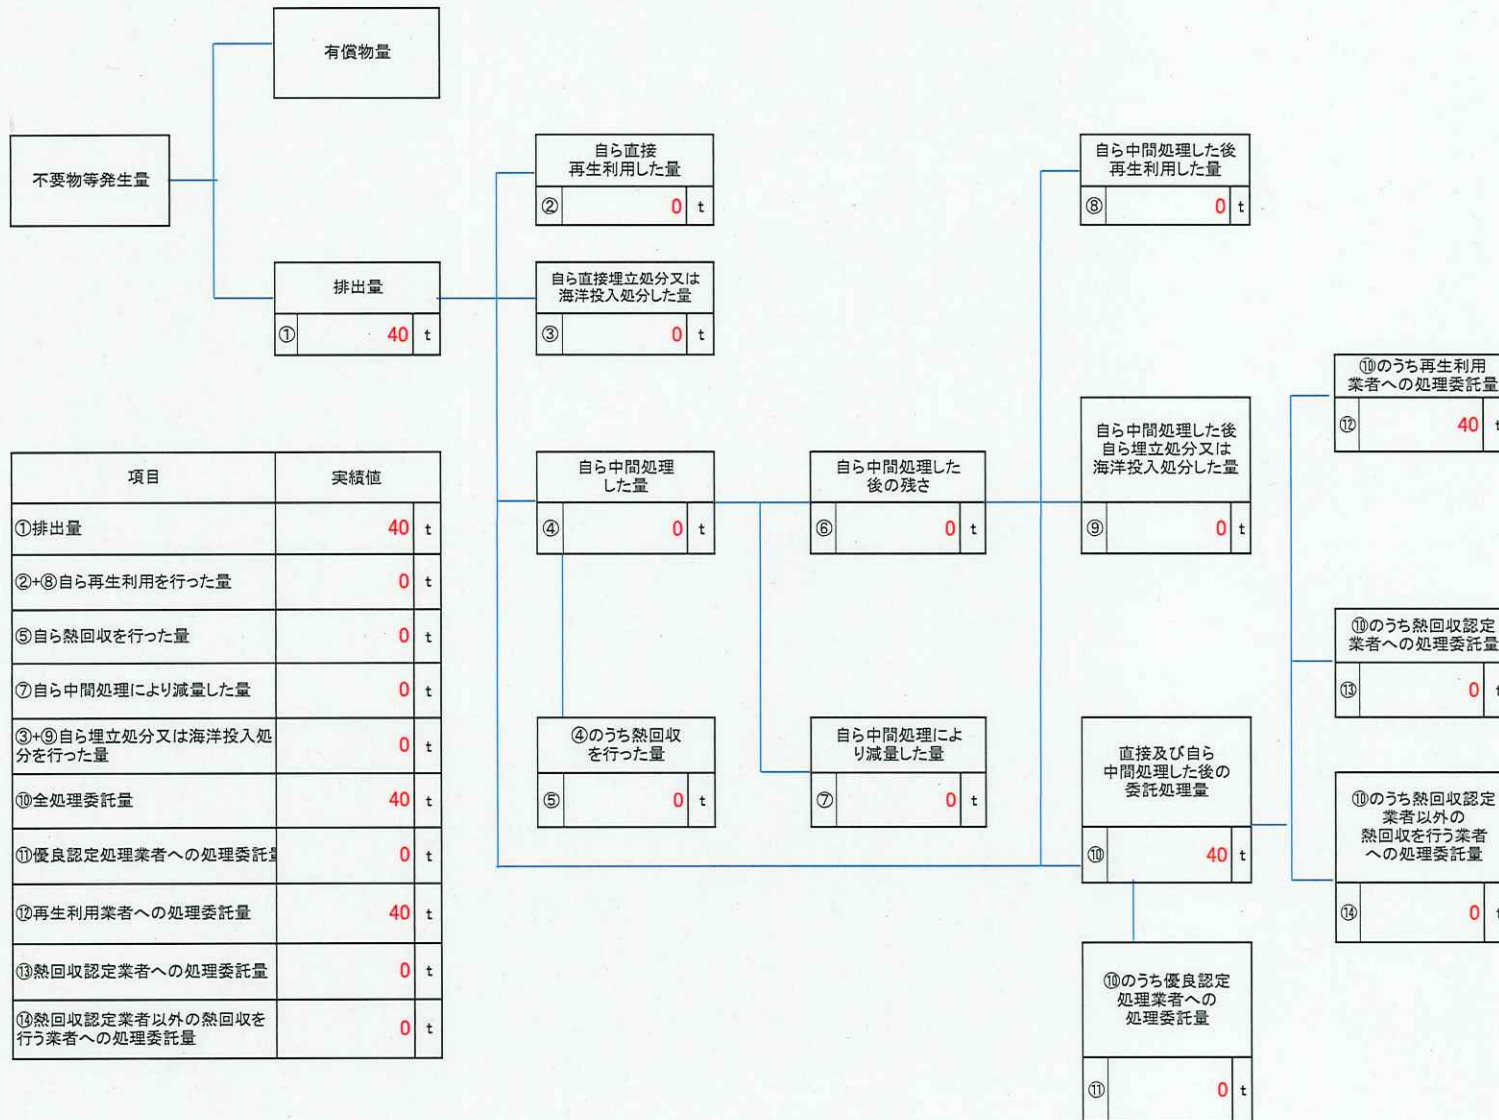 有償物量
不要物等発生量
自ら直接
再生利用した量
② 0 t
自ら中間処理した後
再生利用した量
⑧ 0 t
排出量
① 40 t
自ら直接埋立処分又は
海洋投入処分した量
③ 0 t
⑩のうち再生利用
業者への処理委託量
⑫ 40 t
自ら中間処理した後
自ら埋立処分又は
海洋投入処分した量
⑨ 0 t
自ら中間処理
した量
④ 0 t
自ら中間処理した
後の残さ
⑥ 0 t
項目 実績値
①排出量 40 t
②+⑧自ら再生利用を行った量 0 t
⑤自ら熱回収を行った量 0 t
⑦自ら中間処理により減量した量 0 t
③+⑨自ら埋立処分又は海洋投入処
分を行った量 0 t
⑩全処理委託量 40 t
⑪優良認定処理業者への処理委託 0 t
⑫再生利用業者への処理委託量 40 t
⑬熱回収認定業者への処理委託量 0 t
⑭熱回収認定業者以外の熱回収を
行う業者への処理委託量 0 t
⑩のうち熱回収認定
業者への処理委託量
⑬ 0 t
④のうち熱回収
を行った量
⑤ 0 t
自ら中間処理によ
り減量した量
⑦ 0 t
直接及び自ら
中間処理した後の
委託処理量
⑩ 40 t
⑩のうち熱回収認定
業者以外の
熱回収を行う業者
への処理委託量
⑭ 0 t
⑩のうち優良認定
処理業者への
処理委託量
⑪ 0 t